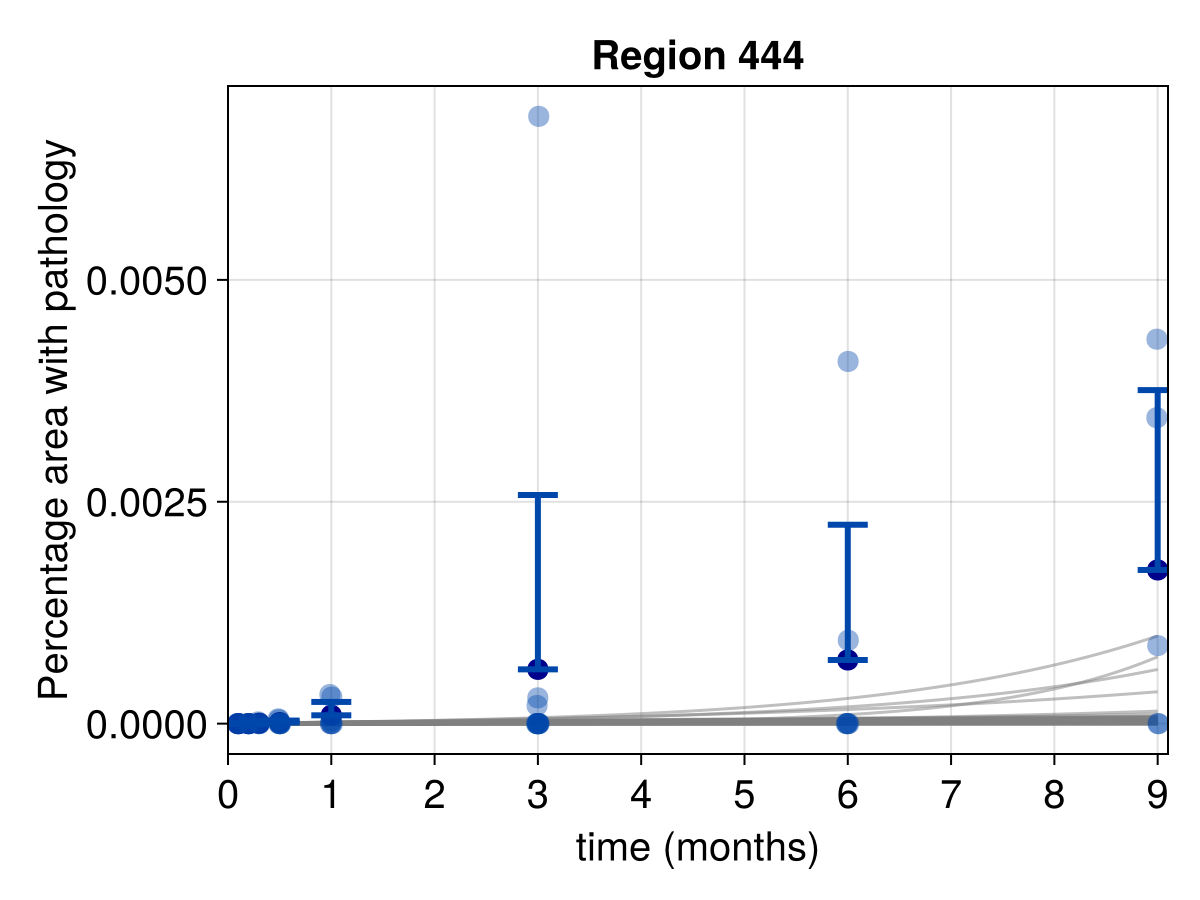 Region 444
Percentage area with pathology
0.0050
0.0025
0.0000
0 1 2 3 4 5 6 7 8 9
time (months)